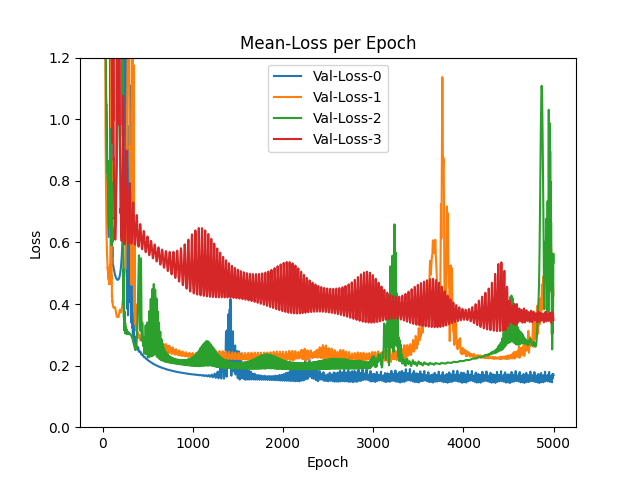 Mean-Loss per Epoch
Val-Loss-0
Val-Loss-1
Val-Loss-2
Val-Loss-3
Loss
1.2
1.0
0.8
0.6
0.4
0.2
0.0
0 1000 2000 3000 4000 5000
Epoch